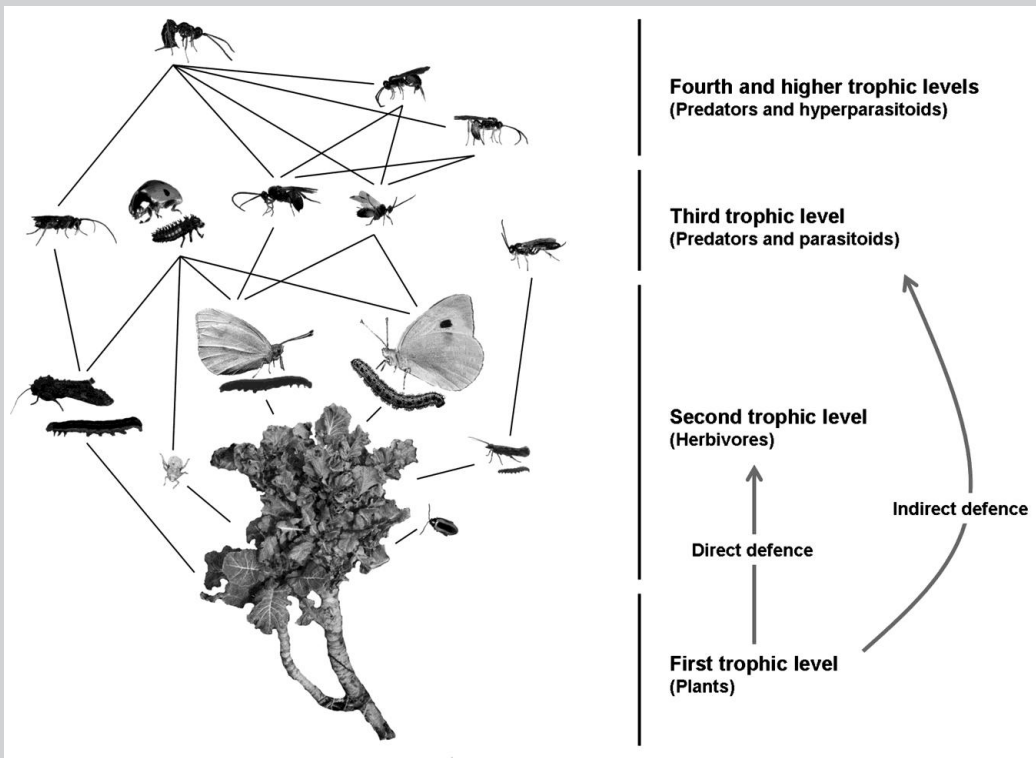 Fourth and higher trophic levels
(Predators and hyperparasitoids)
Third trophic level
(Predators and parasitoids)
Second trophic level
(Herbivores)
Indirect defence
Direct defence
First trophic level
(Plants)